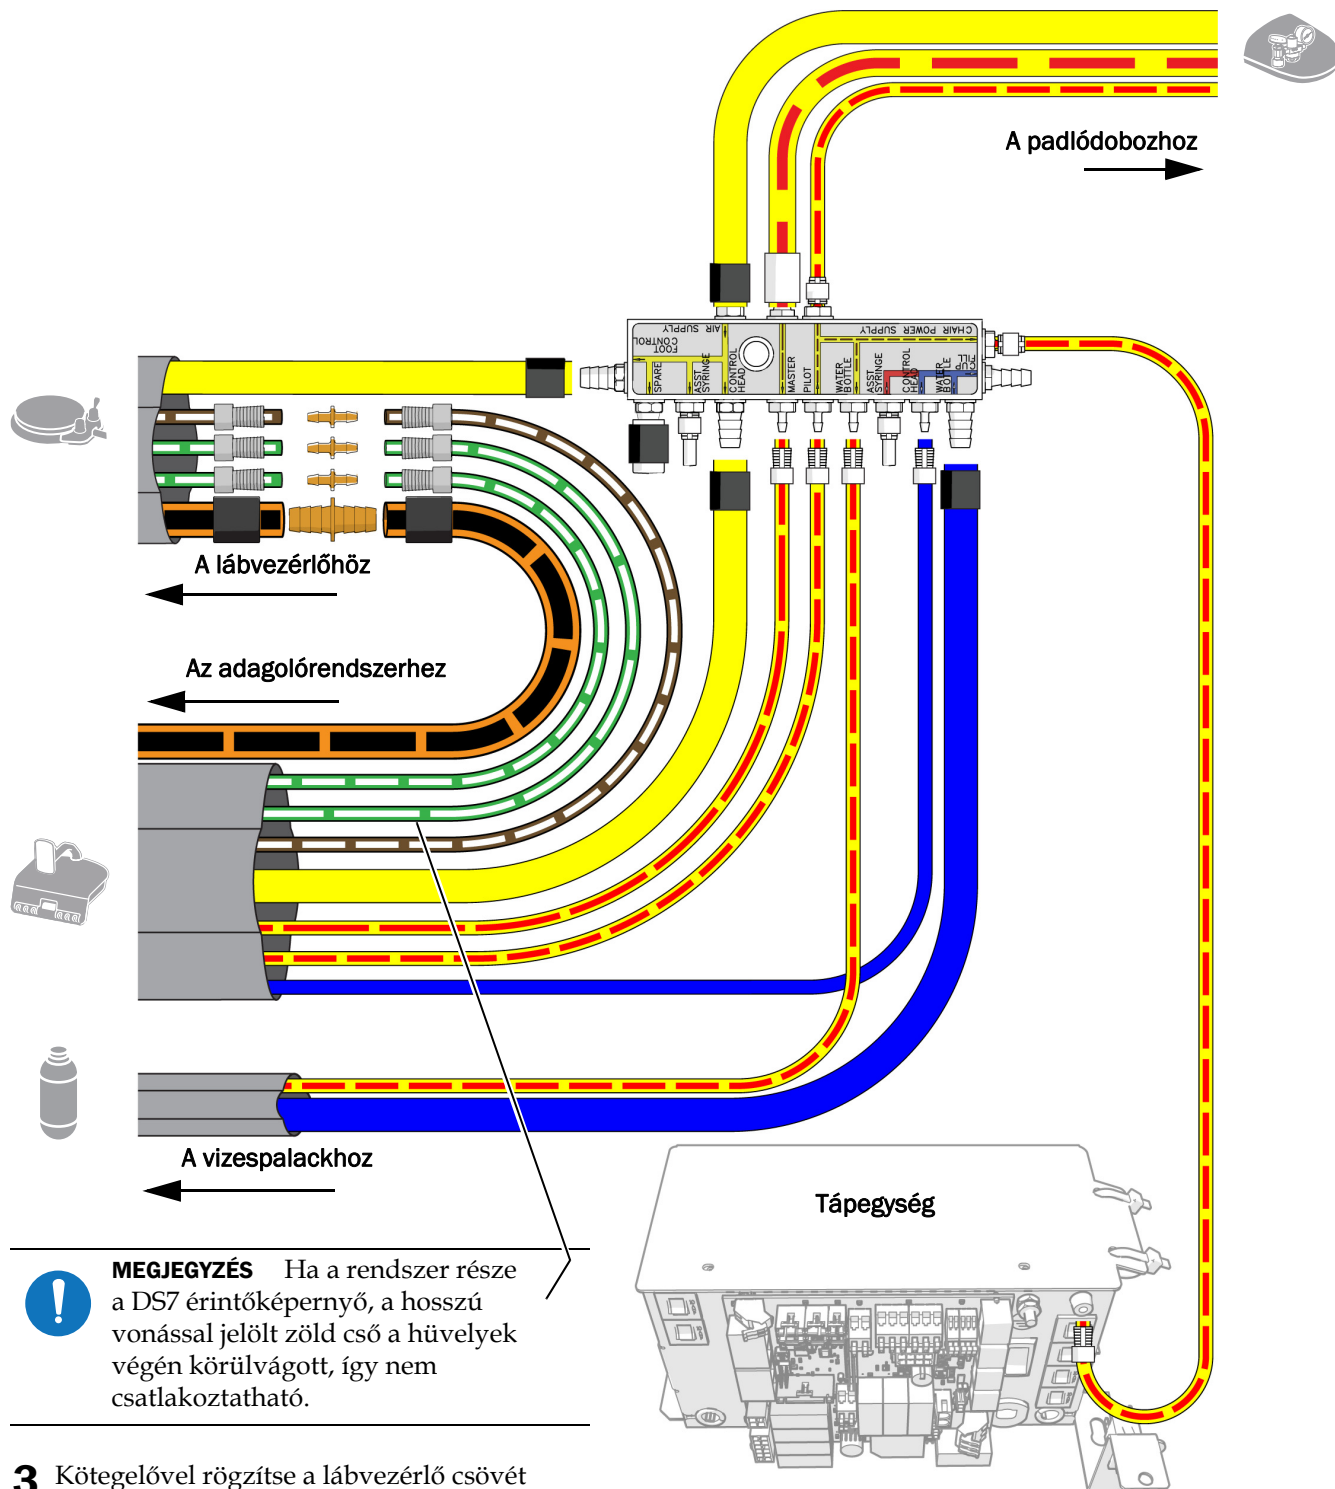 A padlódobozhoz
AIR SUPPLY
CHAIR POWER SUPPLY
FOOT CONTROL
CUP FILL
SPARE
ASST SYRINGE
CONTROL HEAD
MASTER
PILOT
WATER BOTTLE
ASST SYRINGE
CONTROL HEAD
WATER BOTTLE
A lábvezérlőhöz
Az adagolórendszerhez
A vizespalackhoz
Tápegység
MEGJEGYZÉS Ha a rendszer része
a DS7 érintőképernyő, a hosszú
vonással jelölt zöld cső a hüvelyek
végén körülvágott, így nem
csatlakoztatható.
3 Kötegelővel rögzítse a lábvezérlő csövét